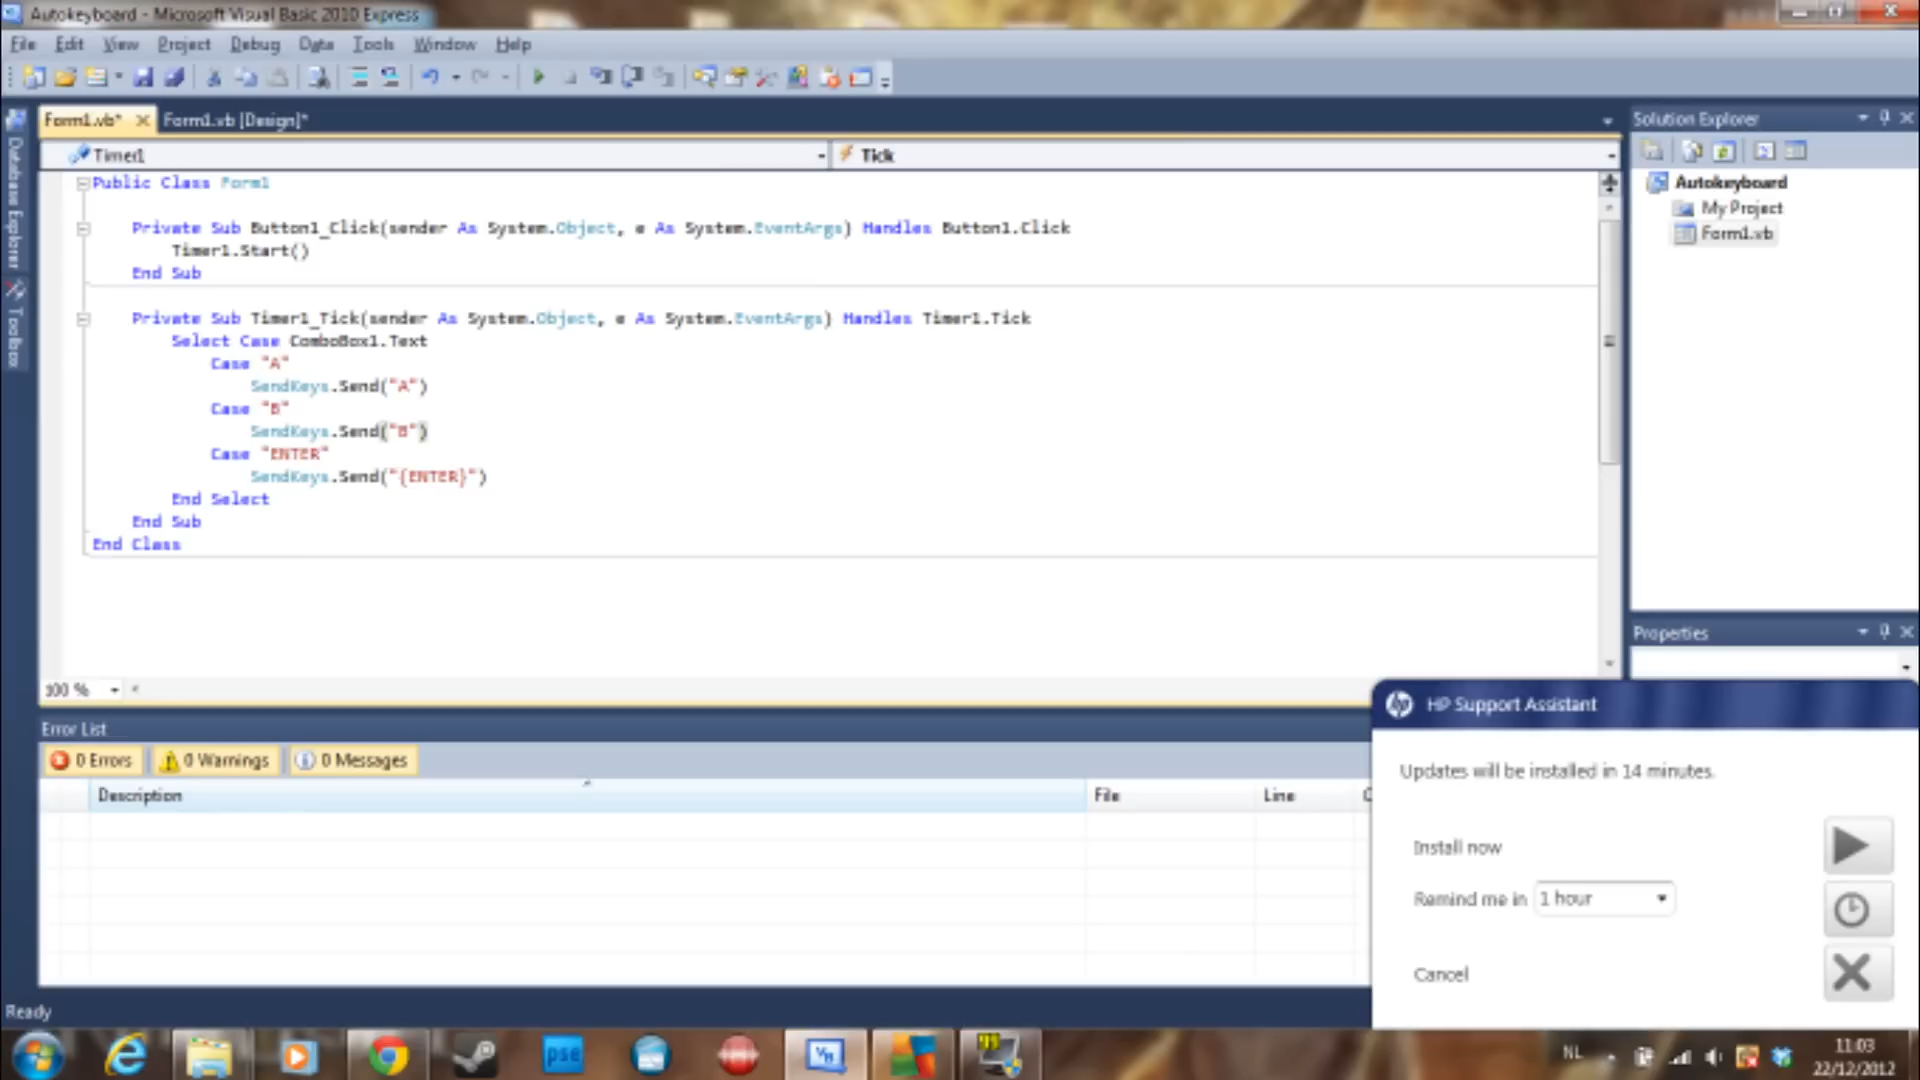 Autokeyboard - Microsoft Visual Basic 2010 Express
File Edit View Project Debug Data Tools Window Help
Form1.vb* Form1.vb [Design]*
Timer1 Tick
Public Class Form1
Private Sub Button1_Click(sender As System.Object, e As System.EventArgs) Handles Button1.Click
Timer1.Start()
End Sub
Private Sub Timer1_Tick(sender As System.Object, e As System.EventArgs) Handles Timer1.Tick
Select Case ComboBox1.Text
Case "A"
SendKeys.Send("A")
Case "B"
SendKeys.Send("B")
Case "ENTER"
SendKeys.Send("{ENTER}")
End Select
End Sub
End Class
100 %
Database Explorer
Toolbox
Solution Explorer
Autokeyboard
My Project
Form1.vb
Properties
Error List
0 Errors 0 Warnings 0 Messages
Description File Line C
HP Support Assistant
Updates will be installed in 14 minutes.
Install now
Remind me in 1 hour
Cancel
Ready
pse
NL
11:03
22/12/2012